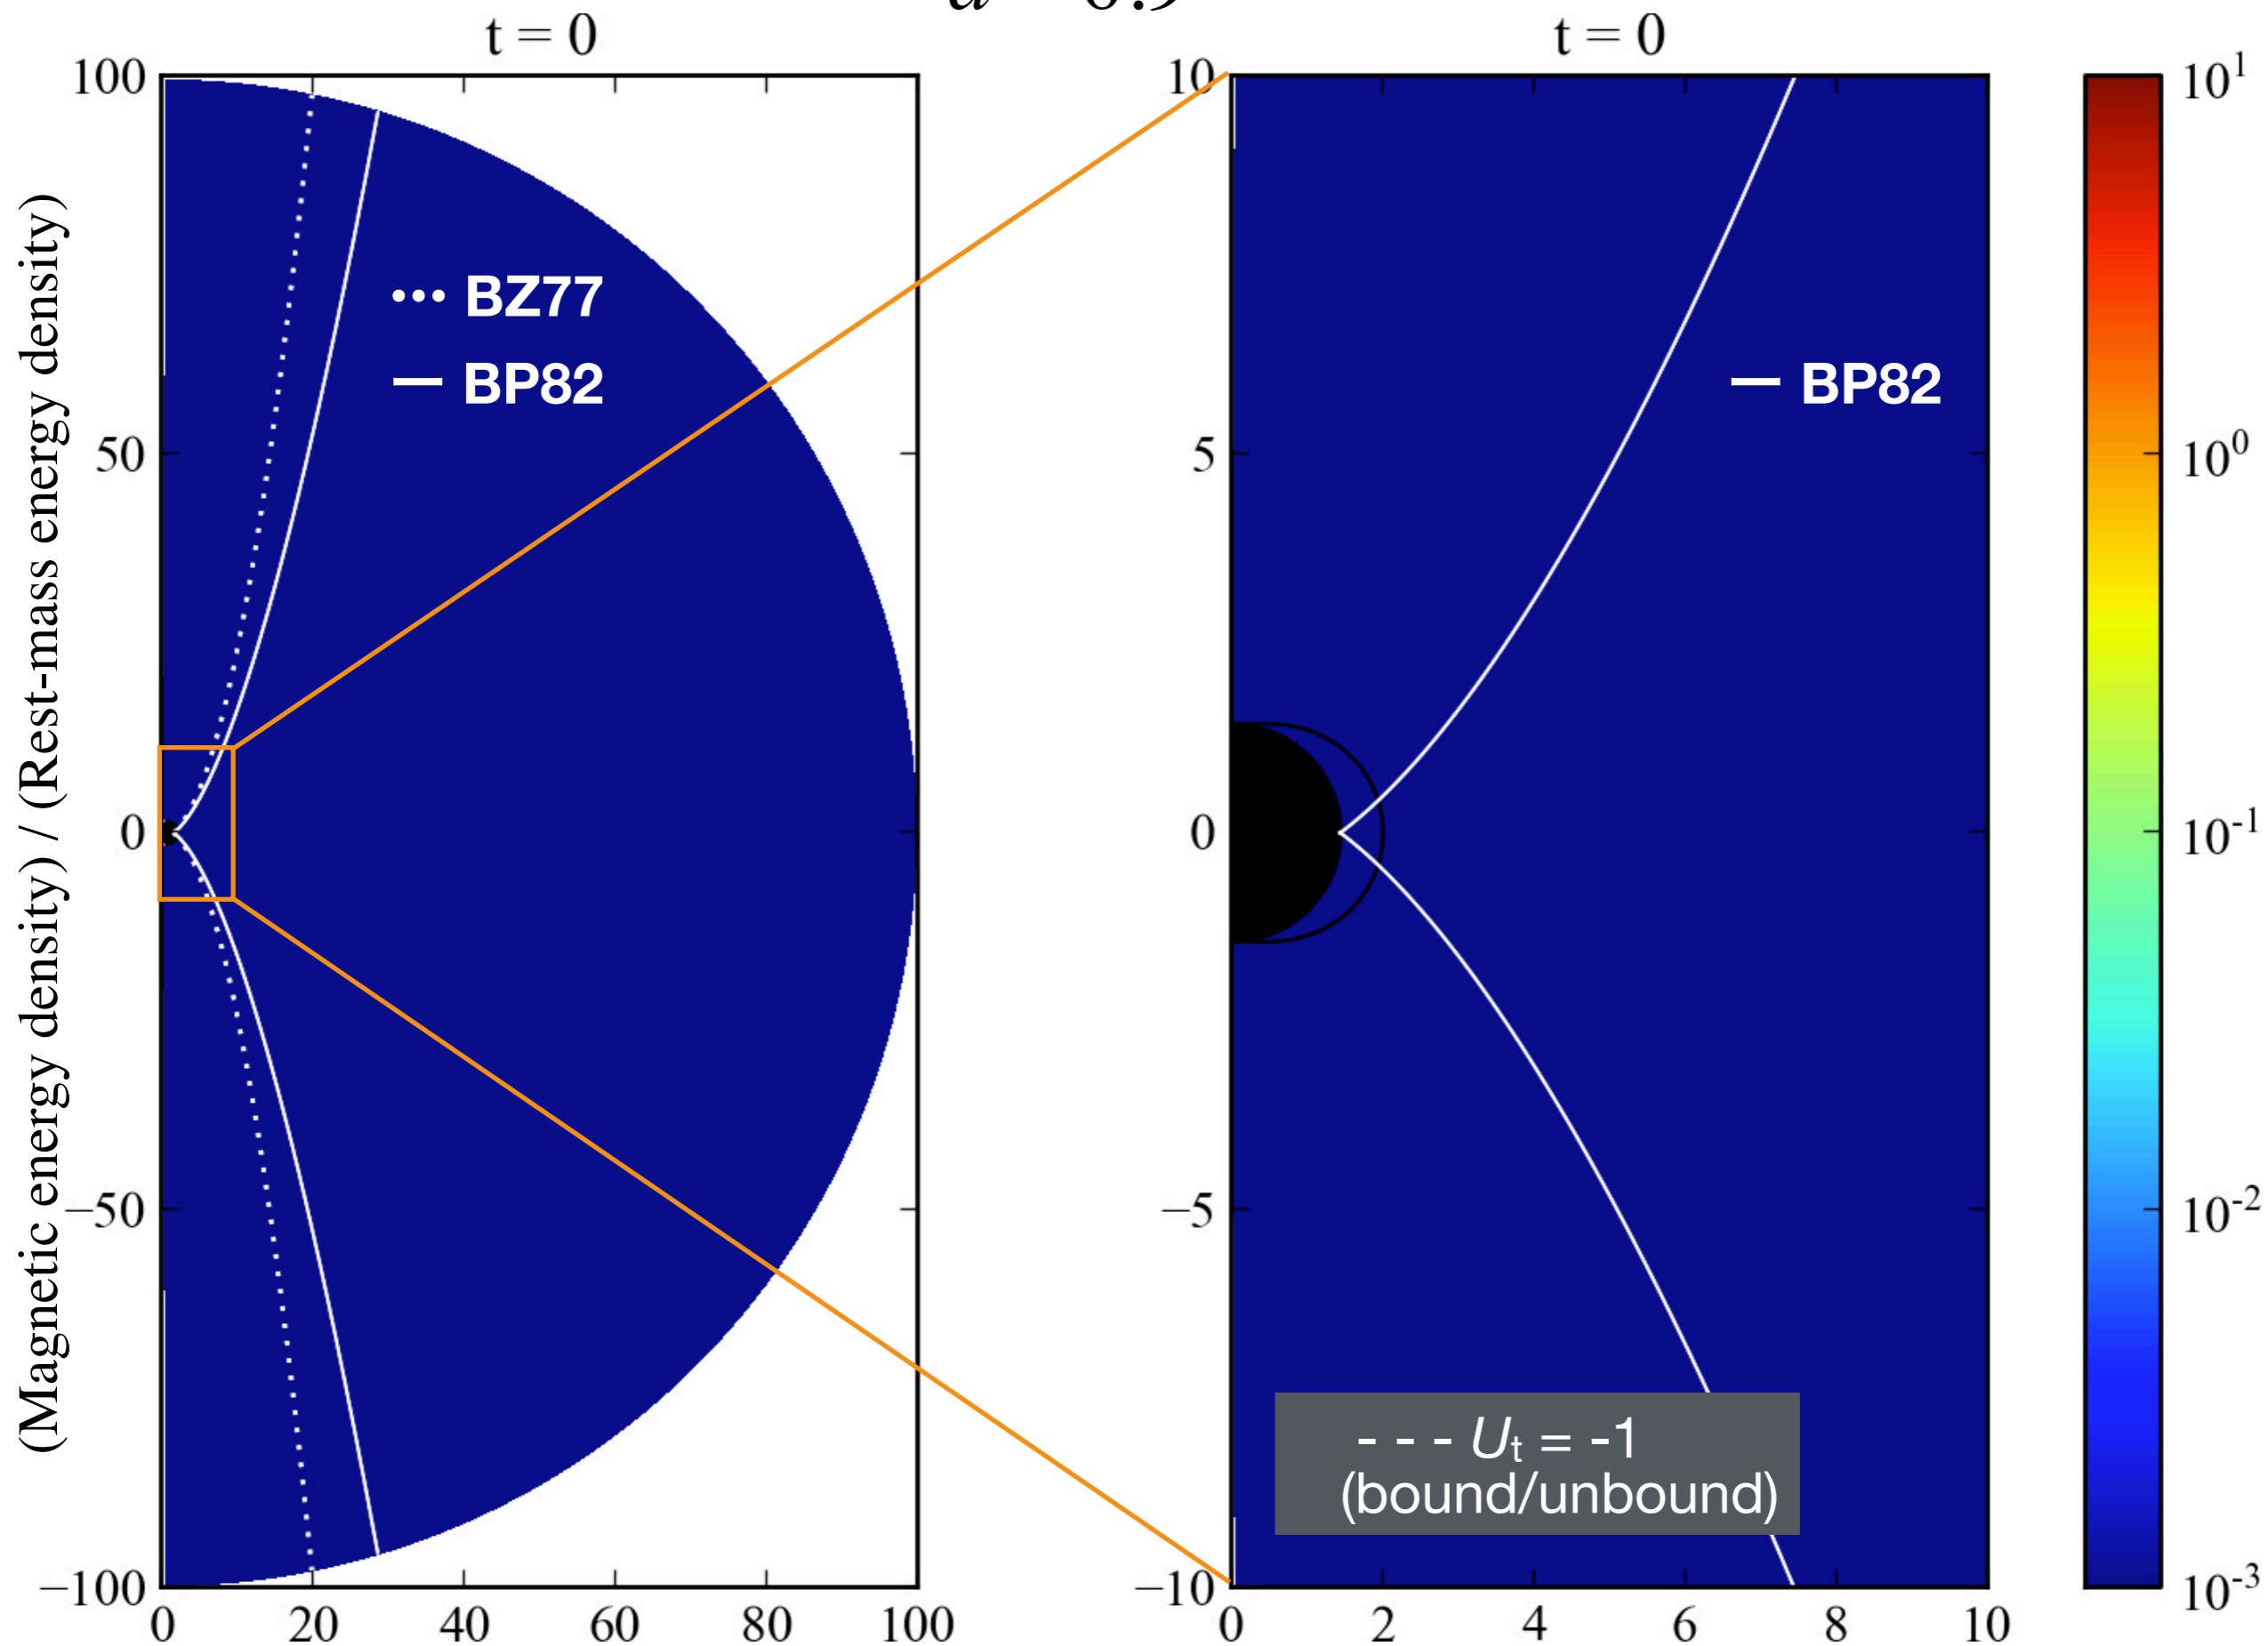 t = 0
t = 0
(Magnetic energy density) / (Rest-mass energy density)
100
50
0
−50
−100
0 20 40 60 80 100
••• BZ77
— BP82
10
5
0
−5
−10
0 2 4 6 8 10
— BP82
- - - Ut = -1
(bound/unbound)
10¹
10⁰
10⁻¹
10⁻²
10⁻³